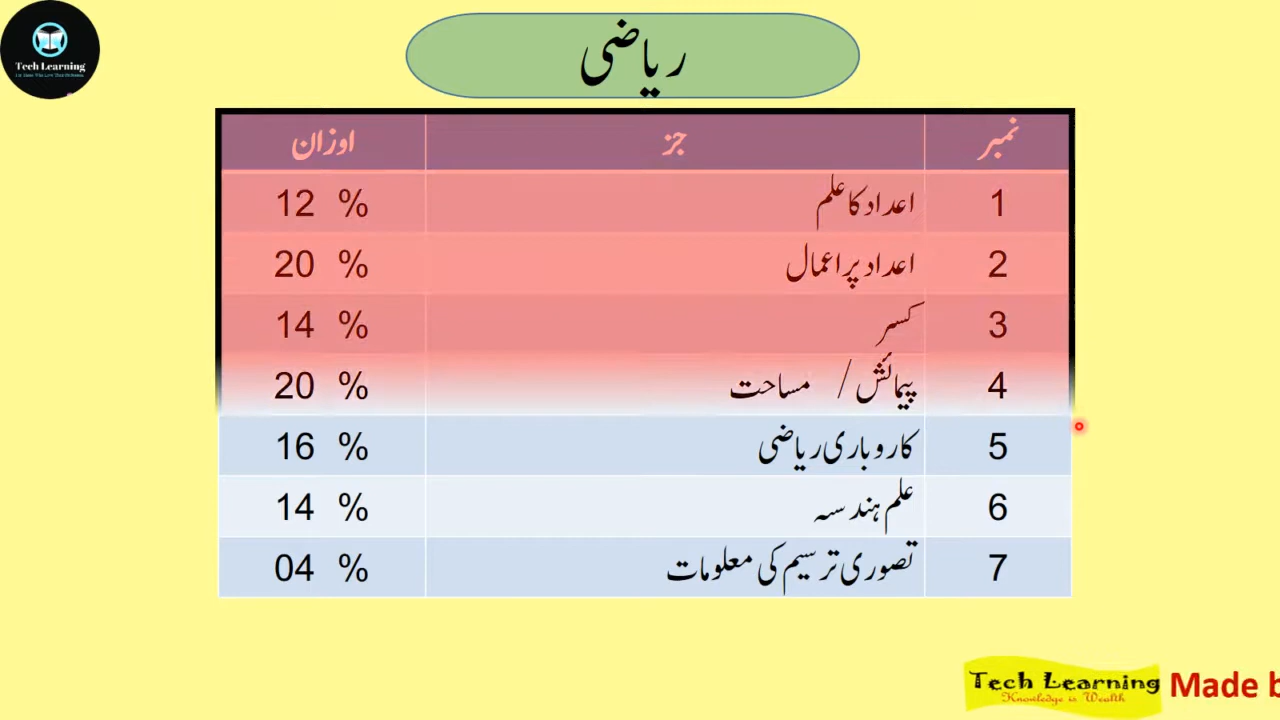 Tech Learning
ریاضی
نمبر جز اوزان
1 اعداد کا علم 12 %
2 اعداد پر اعمال 20 %
3 کسر 14 %
4 پیمائش / مساحت 20 %
5 کاروباری ریاضی 16 %
6 علم ہندسہ 14 %
7 تصوری ترسیم کی معلومات 04 %
Tech Learning
Knowledge is Wealth
Made b